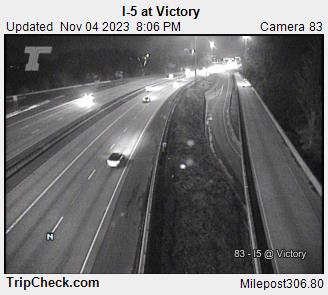 I-5 at Victory
Updated Nov 04 2023 8:06 PM Camera 83
T
N
83 - I5 @ Victory
TripCheck.com Milepost306.80